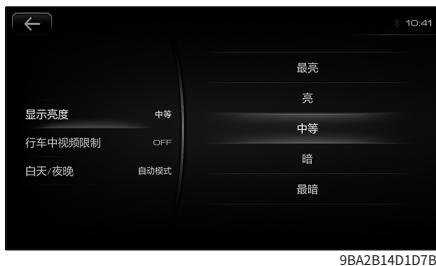 10:41
最亮
亮
显示亮度 中等
中等
行车中视频限制 OFF
暗
白天/夜晚 自动模式
最暗
9BA2B14D1D7B